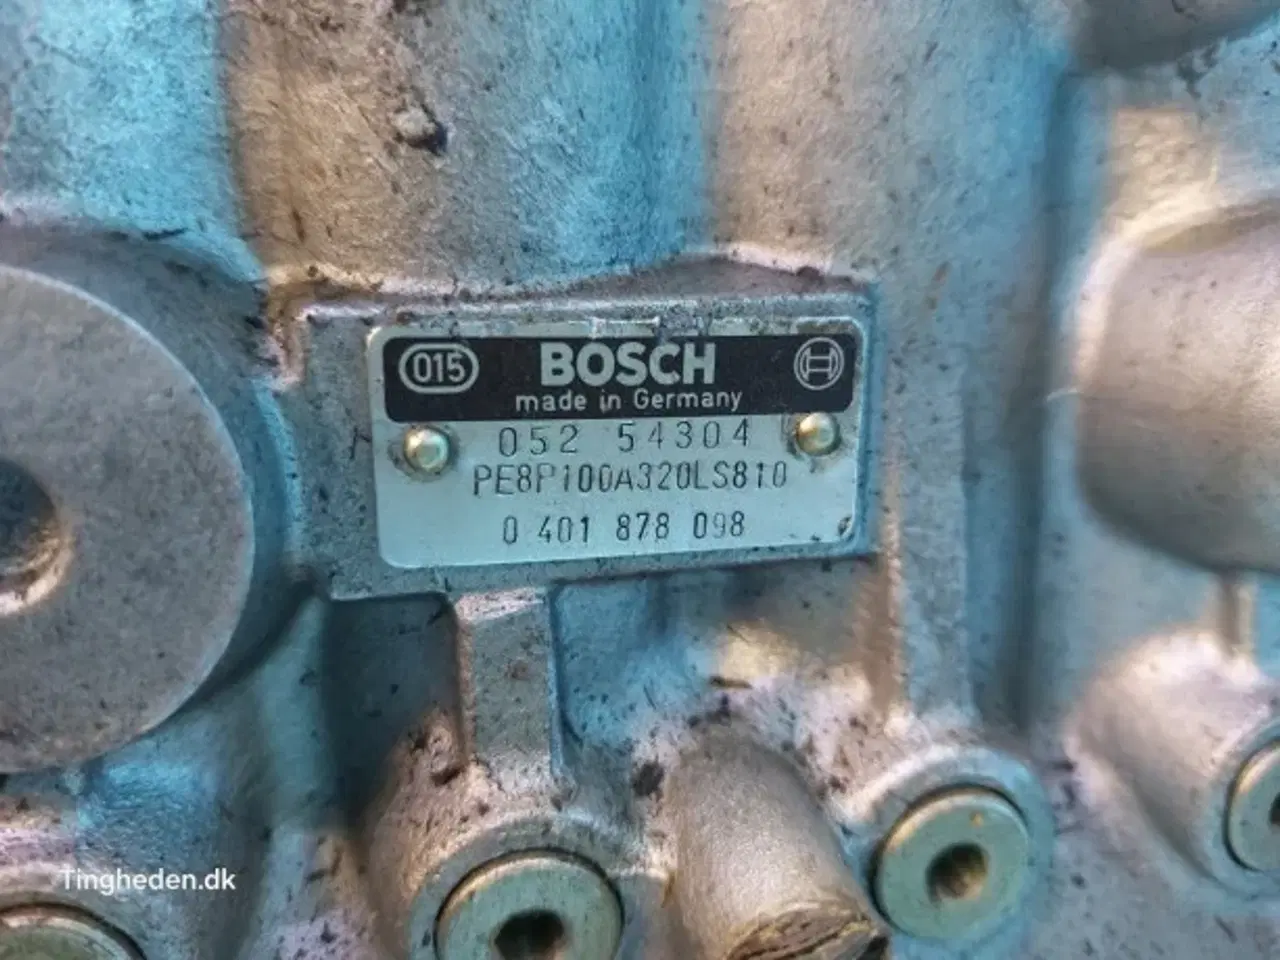 015 BOSCH
made in Germany
052 54304
PE8P100A320LS810
0 401 878 098
Tingheden.dk